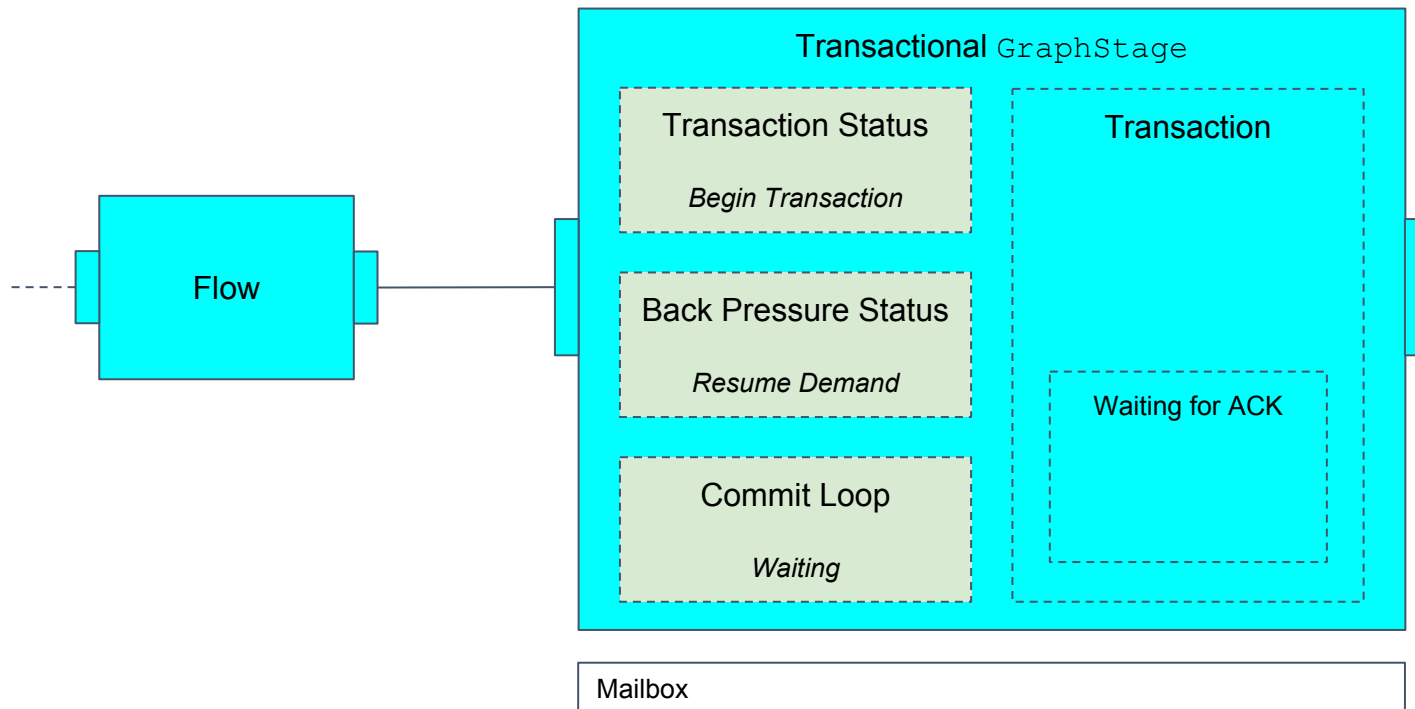 Transactional GraphStage
Transaction Status
Begin Transaction
Transaction
Flow
Back Pressure Status
Resume Demand
Waiting for ACK
Commit Loop
Waiting
Mailbox